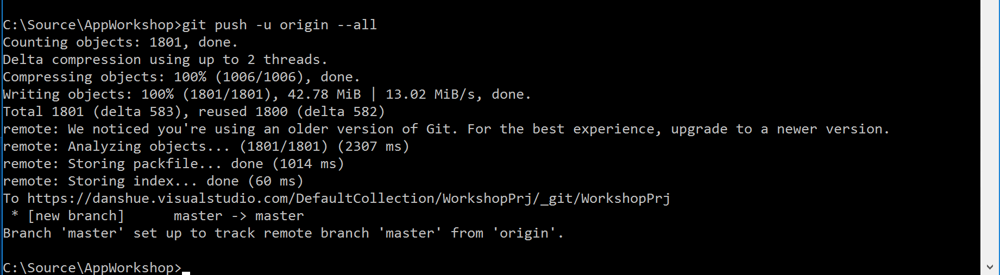 C:\Source\AppWorkshop>git push -u origin --all
Counting objects: 1801, done.
Delta compression using up to 2 threads.
Compressing objects: 100% (1006/1006), done.
Writing objects: 100% (1801/1801), 42.78 MiB | 13.02 MiB/s, done.
Total 1801 (delta 583), reused 1800 (delta 582)
remote: We noticed you're using an older version of Git. For the best experience, upgrade to a newer version.
remote: Analyzing objects... (1801/1801) (2307 ms)
remote: Storing packfile... done (1014 ms)
remote: Storing index... done (60 ms)
To https://danshue.visualstudio.com/DefaultCollection/WorkshopPrj/_git/WorkshopPrj
 * [new branch]      master -> master
Branch 'master' set up to track remote branch 'master' from 'origin'.
C:\Source\AppWorkshop>